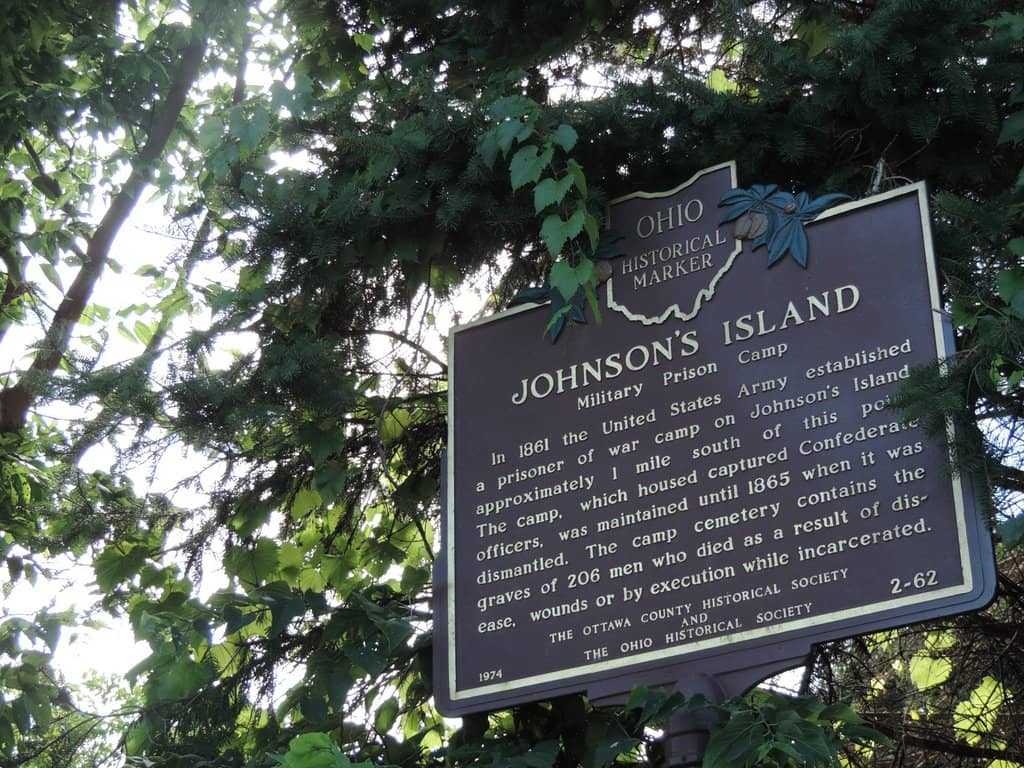 OHIO
HISTORICAL
MARKER
JOHNSON'S ISLAND
Military Prison Camp
In 1861 the United States Army established
a prisoner of war camp on Johnson's Island
approximately 1 mile south of this point.
The camp, which housed captured Confederate
officers, was maintained until 1865 when it was
dismantled. The camp cemetery contains the
graves of 206 men who died as a result of dis-
ease, wounds or by execution while incarcerated.
THE OTTAWA COUNTY HISTORICAL SOCIETY
AND
THE OHIO HISTORICAL SOCIETY
2-62
1974